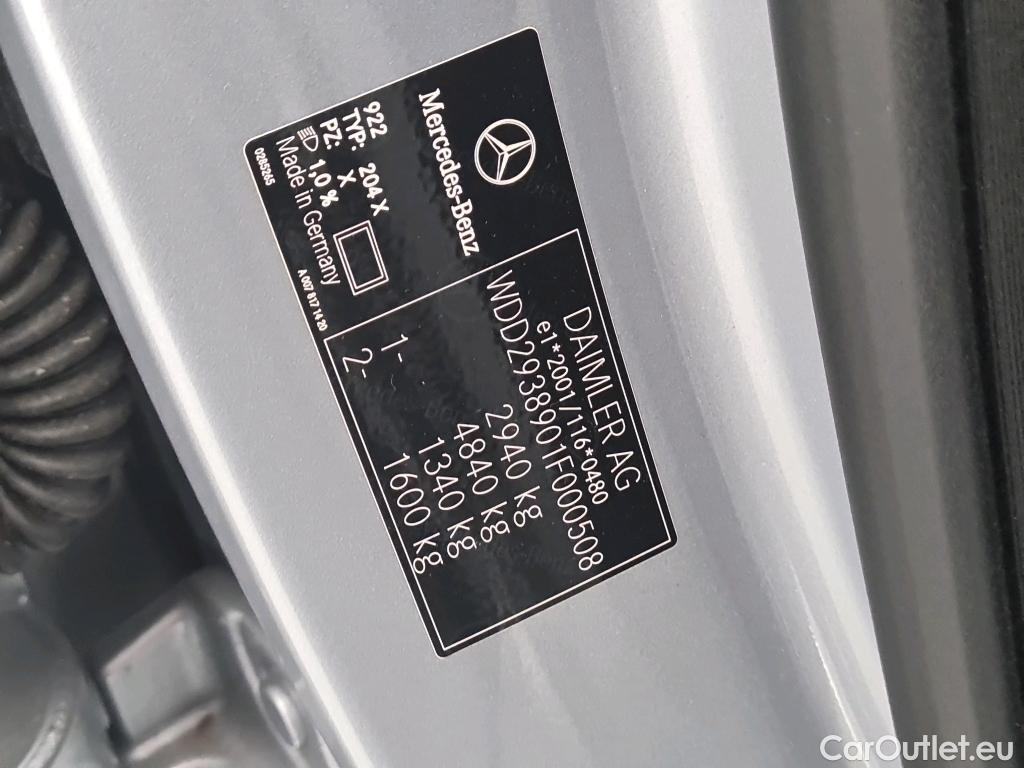 Mercedes-Benz
922
TYP: 204 X
PZ: X
1,0 %
Made in Germany
0285265
A 007 817 14 20
DAIMLER AG
e1*2001/116*0480
WDD2938901F000508
2940 kg
4840 kg
1- 1340 kg
2- 1600 kg
CarOutlet.eu